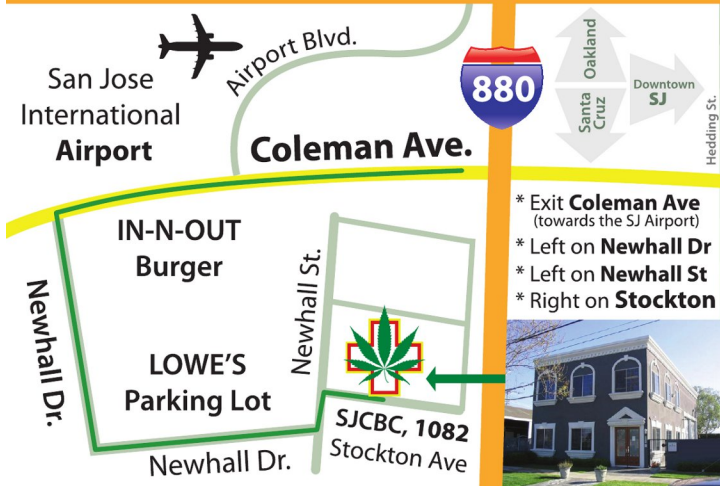 San Jose
International
Airport
Airport Blvd.
880
Oakland
Santa
Cruz
Downtown
SJ
Hedding St.
Coleman Ave.
* Exit Coleman Ave
(towards the SJ Airport)
* Left on Newhall Dr
* Left on Newhall St
* Right on Stockton
IN-N-OUT
Burger
Newhall St.
Newhall Dr.
LOWE'S
Parking Lot
SJCBC, 1082
Stockton Ave
Newhall Dr.